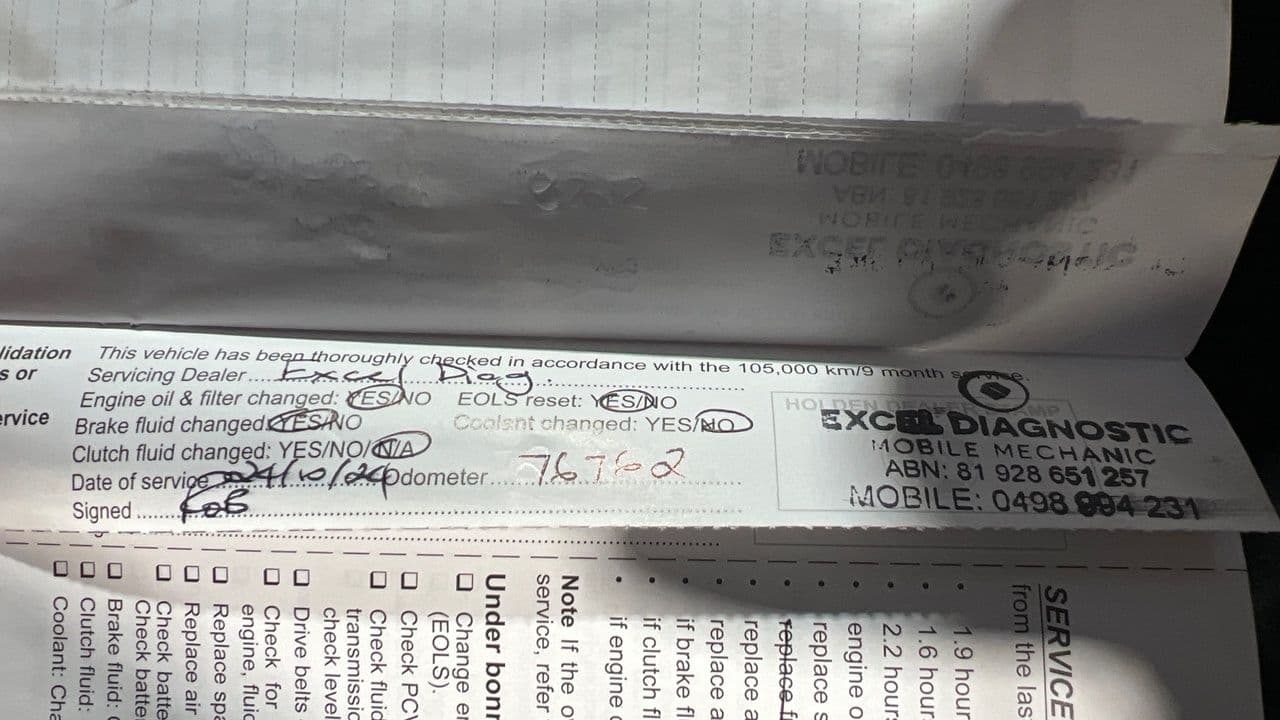 lidation
s or
ervice
This vehicle has been thoroughly checked in accordance with the 105,000 km/9 month
Servicing Dealer.....Excel Diag.
Engine oil & filter changed: YES/NO EOLS reset: YES/NO
Brake fluid changed: YES/NO Coolant changed: YES/NO
Clutch fluid changed: YES/NO/N/A
Date of service 24/10/24 Odometer......76762
Signed
HOLDEN DEALER STAMP
EXCEL DIAGNOSTIC
MOBILE MECHANIC
ABN: 81 928 651 257
MOBILE: 0498 994 231
SERVICE
from the las
• 1.9 hour
• 1.6 hour
• 2.2 hours
• engine o
• replace s
• replace f
• replace a
• replace a
• if brake fl
• if clutch fl
• if engine
Note If the o
service, refer
Under bonn
☐ Change en
(EOLS).
☐ Check PCV
☐ Check fluid
transmissio
check level
☐ Drive belts
☐ Check for
engine, fluid
☐ Replace spa
☐ Replace air
☐ Check batte
Check batte
☐ Brake fluid:
☐ Clutch fluid:
☐ Coolant: Cha